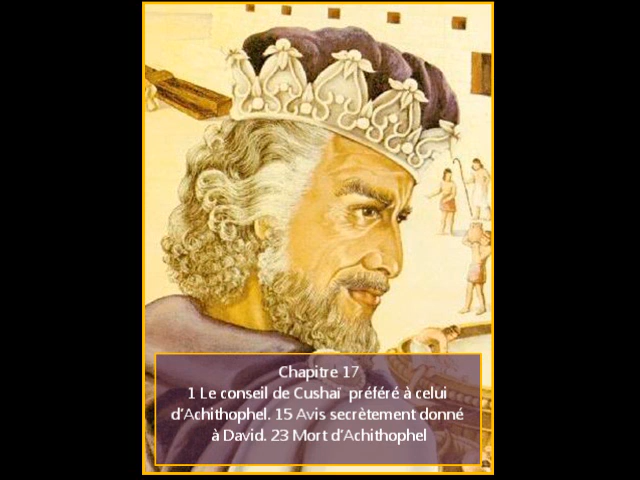 Chapitre 17
1 Le conseil de Cushaï préféré à celui
d'Achithophel. 15 Avis secrètement donné
à David. 23 Mort d'Achithophel